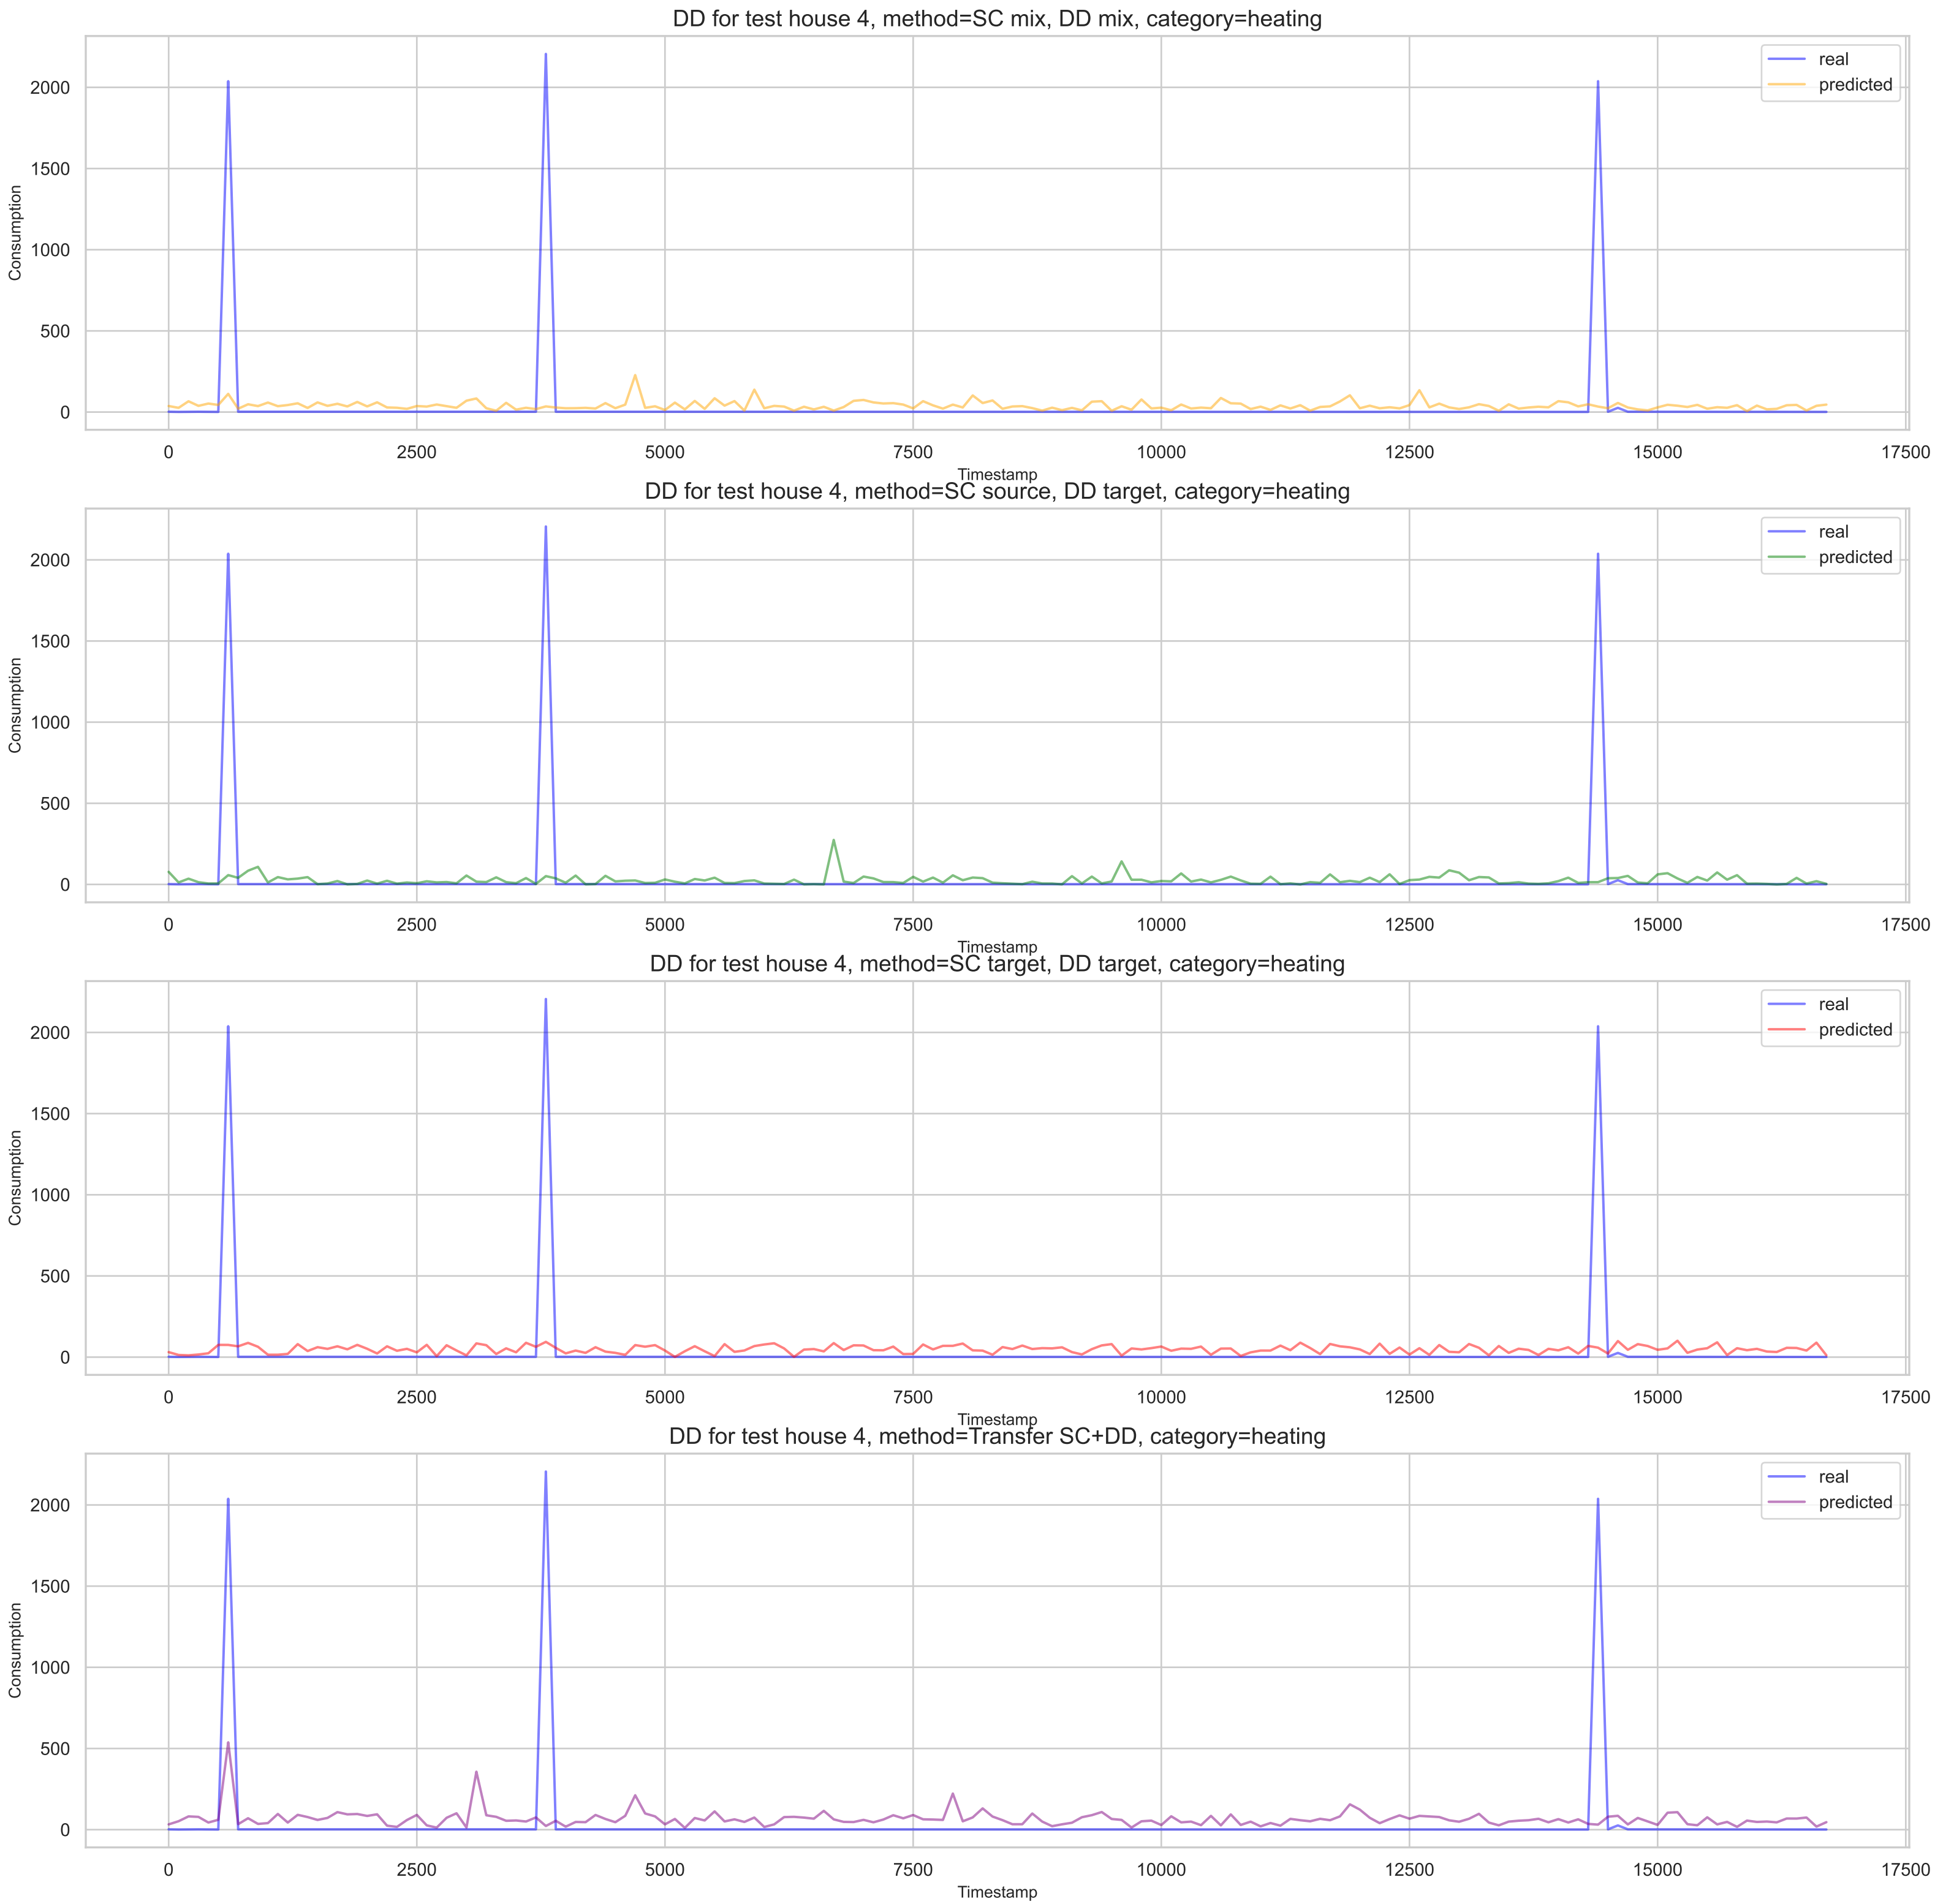 DD for test house 4, method=SC mix, DD mix, category=heating
real
predicted
2000
1500
1000
500
0
Consumption
0 2500 5000 7500 10000 12500 15000 17500
Timestamp
DD for test house 4, method=SC source, DD target, category=heating
real
predicted
2000
1500
1000
500
0
Consumption
0 2500 5000 7500 10000 12500 15000 17500
Timestamp
DD for test house 4, method=SC target, DD target, category=heating
real
predicted
2000
1500
1000
500
0
Consumption
0 2500 5000 7500 10000 12500 15000 17500
Timestamp
DD for test house 4, method=Transfer SC+DD, category=heating
real
predicted
2000
1500
1000
500
0
Consumption
0 2500 5000 7500 10000 12500 15000 17500
Timestamp